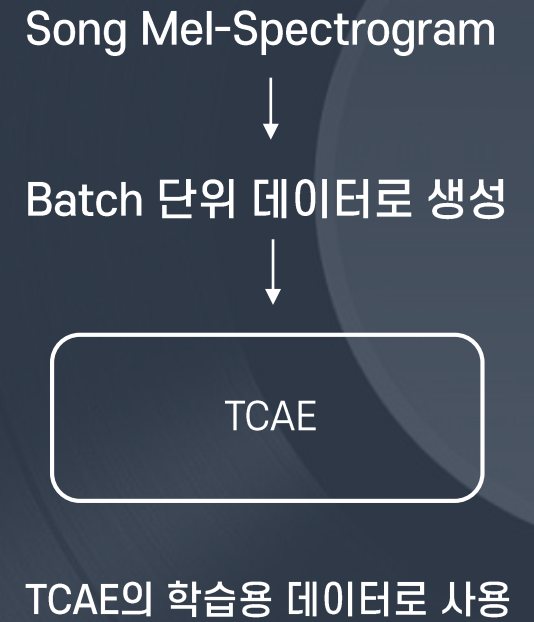 Song Mel-Spectrogram
Batch 단위 데이터로 생성
TCAE
TCAE의 학습용 데이터로 사용